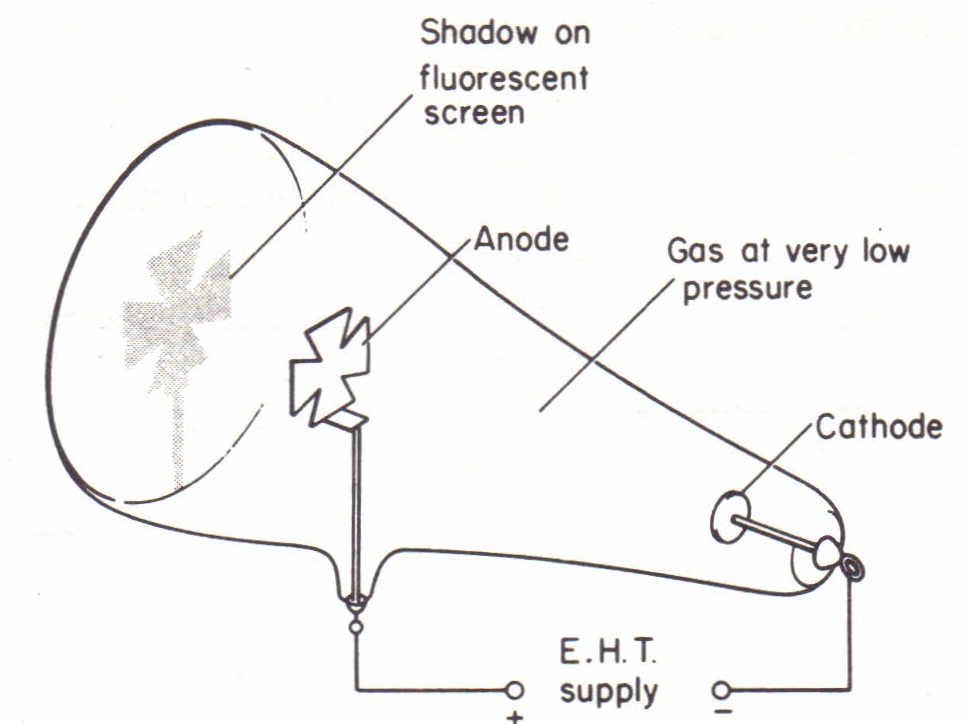 Shadow on
fluorescent
screen
Anode
Gas at very low
pressure
Cathode
E.H.T.
supply
+
−